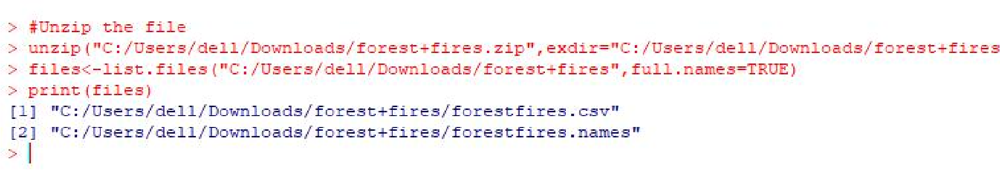 > #Unzip the file
> unzip("C:/Users/dell/Downloads/forest+fires.zip",exdir="C:/Users/dell/Downloads/forest+fires
> files<-list.files("C:/Users/dell/Downloads/forest+fires",full.names=TRUE)
> print(files)
[1] "C:/Users/dell/Downloads/forest+fires/forestfires.csv"
[2] "C:/Users/dell/Downloads/forest+fires/forestfires.names"
>